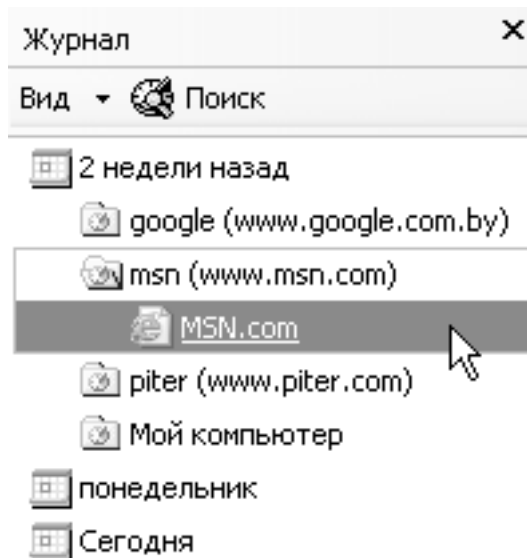 Журнал
Вид Поиск
2 недели назад
google (www.google.com.by)
msn (www.msn.com)
MSN.com
piter (www.piter.com)
Мой компьютер
понедельник
Сегодня